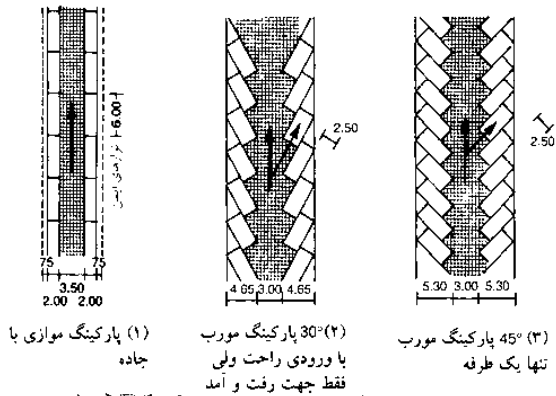 6.00
نوارهای ایمنی
2.50
2.50
75 3.50 75
2.00 2.00
4.65 3.00 4.65
5.30 3.00 5.30
(۱) پارکینگ موازی با
جاده
(۲) 30° پارکینگ مورب
با ورودی راحت ولی
فقط جهت رفت و آمد
(۳) 45° پارکینگ مورب
تنها یک طرفه